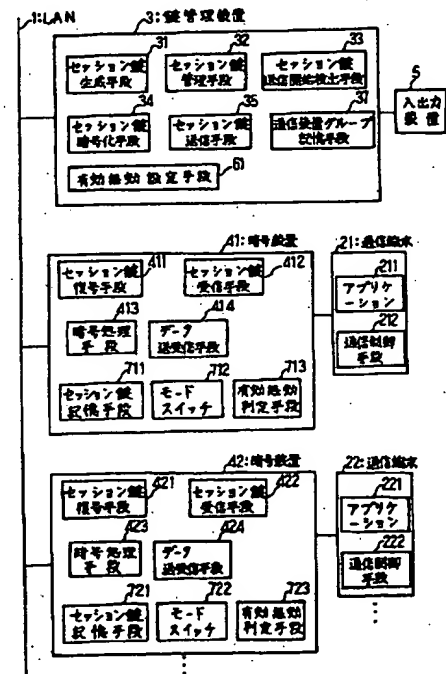 1:LAN
3:鍵管理装置
31
セッション鍵
生成手段
32
セッション鍵
管理手段
33
セッション鍵
通信開始検出手段
34
セッション鍵
暗号化手段
35
セッション鍵
送信手段
37
通信装置グループ
記憶手段
61
有効無効設定手段
5
入出力
装置
41:暗号装置
セッション鍵
復号手段
411
セッション鍵
受信手段
412
413
暗号処理
手段
414
データ
送受信手段
711
セッション鍵
記憶手段
712
モード
スイッチ
713
有効無効
判定手段
21:通信端末
211
アプリケ
ーション
212
通信制御
手段
42:暗号装置
セッション鍵
復号手段
421
セッション鍵
受信手段
422
423
暗号処理
手段
424
データ
送受信手段
721
セッション鍵
記憶手段
722
モード
スイッチ
723
有効無効
判定手段
22:通信端末
221
アプリケ
ーション
222
通信制御
手段